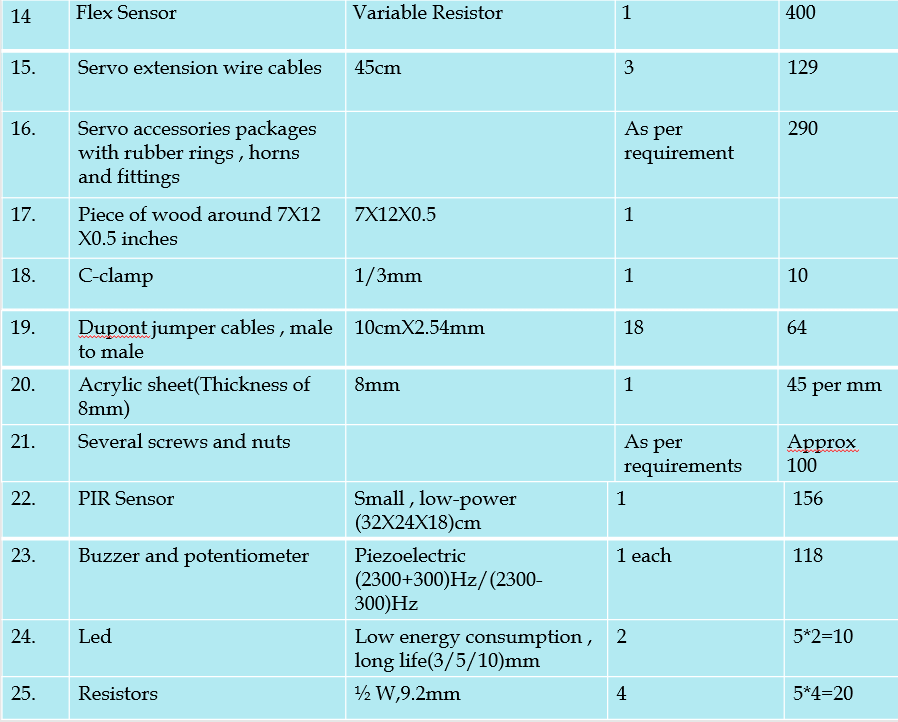 14 Flex Sensor Variable Resistor 1 400
15. Servo extension wire cables 45cm 3 129
16. Servo accessories packages As per 290
with rubber rings , horns requirement
and fittings
17. Piece of wood around 7X12 7X12X0.5 1
X0.5 inches
18. C-clamp 1/3mm 1 10
19. Dupont jumper cables , male 10cmX2.54mm 18 64
to male
20. Acrylic sheet(Thickness of 8mm 1 45 per mm
8mm)
21. Several screws and nuts As per Approx
requirements 100
22. PIR Sensor Small , low-power 1 156
(32X24X18)cm
23. Buzzer and potentiometer Piezoelectric 1 each 118
(2300+300)Hz/(2300-
300)Hz
24. Led Low energy consumption , 2 5*2=10
long life(3/5/10)mm
25. Resistors ½ W,9.2mm 4 5*4=20